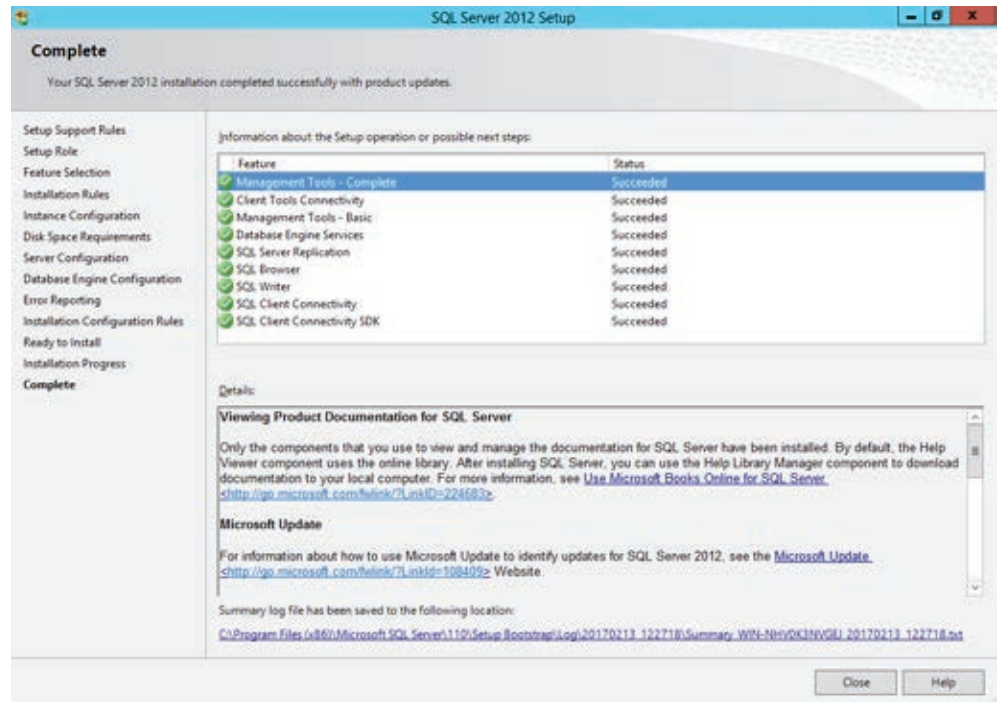 SQL Server 2012 Setup
Complete
Your SQL Server 2012 installation completed successfully with product updates.
Setup Support Rules
Setup Role
Feature Selection
Installation Rules
Instance Configuration
Disk Space Requirements
Server Configuration
Database Engine Configuration
Error Reporting
Installation Configuration Rules
Ready to Install
Installation Progress
Complete
Information about the Setup operation or possible next steps:
Feature Status
Management Tools - Complete Succeeded
Client Tools Connectivity Succeeded
Management Tools - Basic Succeeded
Database Engine Services Succeeded
SQL Server Replication Succeeded
SQL Browser Succeeded
SQL Writer Succeeded
SQL Client Connectivity Succeeded
SQL Client Connectivity SDK Succeeded
Details:
Viewing Product Documentation for SQL Server
Only the components that you use to view and manage the documentation for SQL Server have been installed. By default, the Help
Viewer component uses the online library. After installing SQL Server, you can use the Help Library Manager component to download
documentation to your local computer. For more information, see Use Microsoft Books Online for SQL Server
<http://go.microsoft.com/fwlink/?LinkID=224683>.
Microsoft Update
For information about how to use Microsoft Update to identify updates for SQL Server 2012, see the Microsoft Update
<http://go.microsoft.com/fwlink/?LinkId=108409> Website.
Summary log file has been saved to the following location:
C:\Program Files (x86)\Microsoft SQL Server\110\Setup Bootstrap\Log\20170213_122718\Summary_WIN-NHV0K3NVGEJ_20170213_122718.txt
Close Help